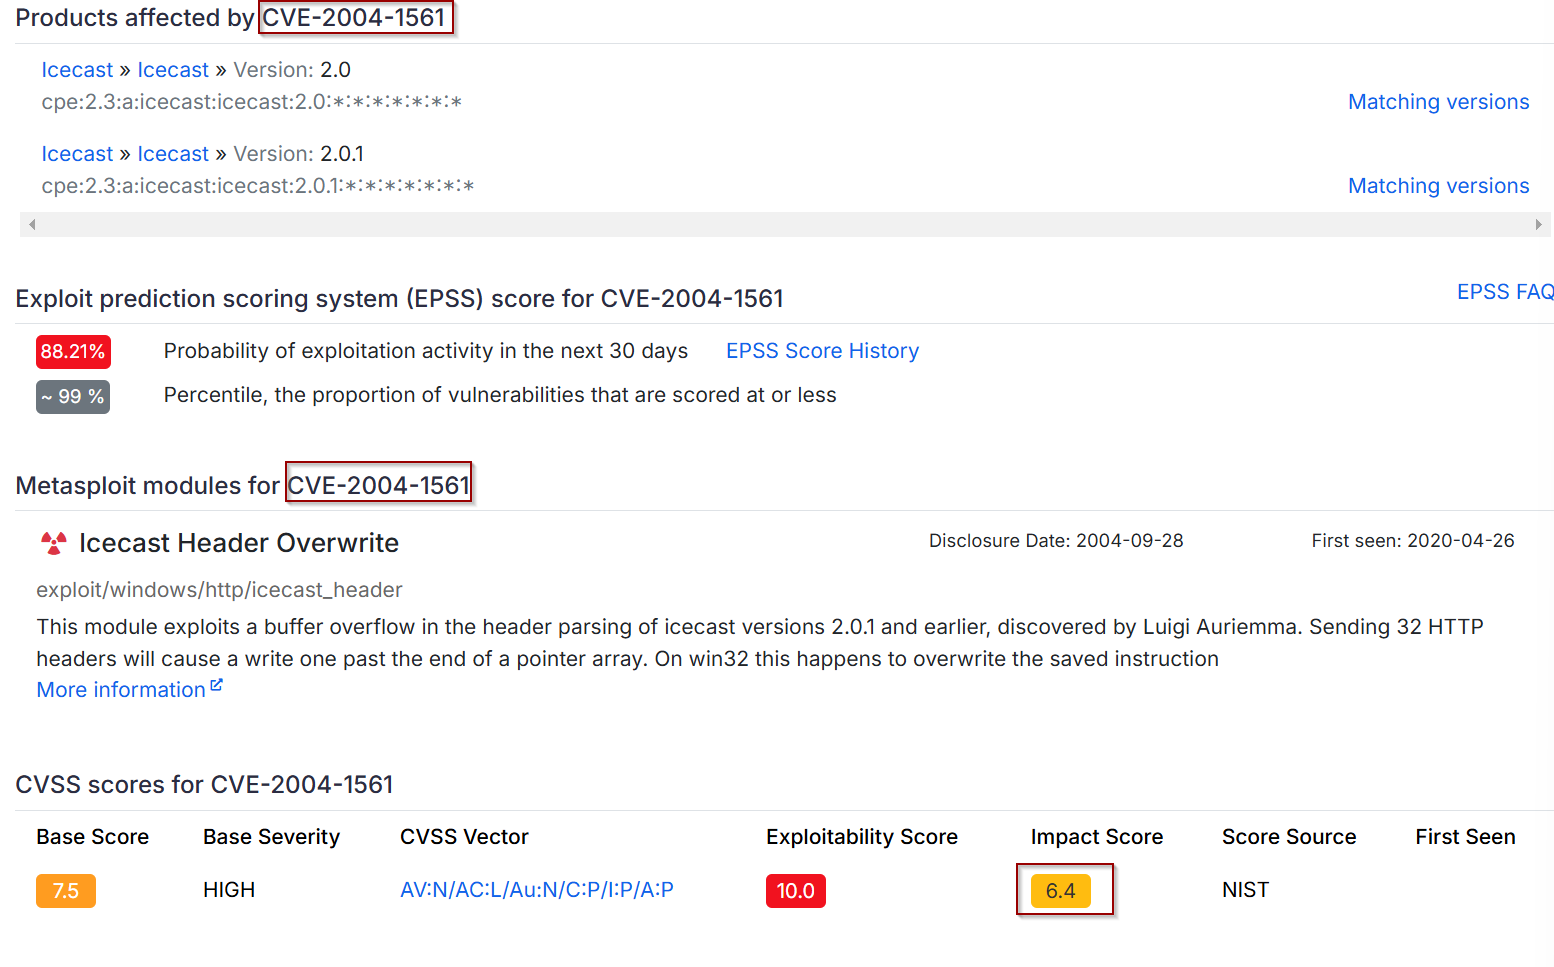 Products affected by CVE-2004-1561
Icecast » Icecast » Version: 2.0
cpe:2.3:a:icecast:icecast:2.0:*:*:*:*:*:*:*
Matching versions
Icecast » Icecast » Version: 2.0.1
cpe:2.3:a:icecast:icecast:2.0.1:*:*:*:*:*:*:*
Matching versions
Exploit prediction scoring system (EPSS) score for CVE-2004-1561
EPSS FAQ
88.21% Probability of exploitation activity in the next 30 days EPSS Score History
~ 99 % Percentile, the proportion of vulnerabilities that are scored at or less
Metasploit modules for CVE-2004-1561
Icecast Header Overwrite Disclosure Date: 2004-09-28 First seen: 2020-04-26
exploit/windows/http/icecast_header
This module exploits a buffer overflow in the header parsing of icecast versions 2.0.1 and earlier, discovered by Luigi Auriemma. Sending 32 HTTP
headers will cause a write one past the end of a pointer array. On win32 this happens to overwrite the saved instruction
More information
CVSS scores for CVE-2004-1561
Base Score Base Severity CVSS Vector Exploitability Score Impact Score Score Source First Seen
7.5 HIGH AV:N/AC:L/Au:N/C:P/I:P/A:P 10.0 6.4 NIST